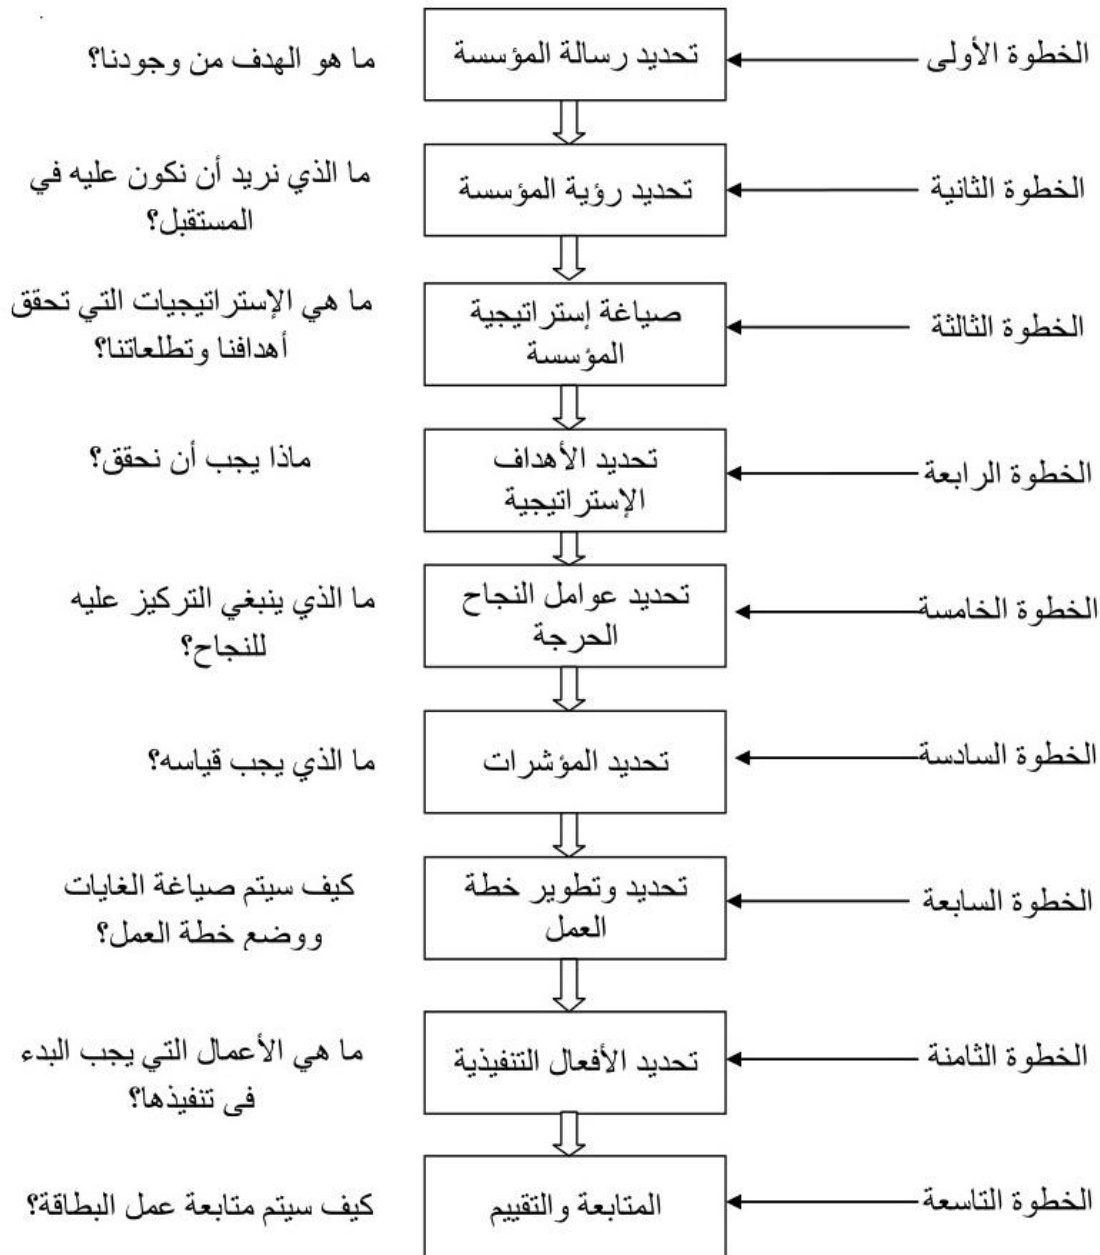 الخطوة الأولى
تحديد رسالة المؤسسة
ما هو الهدف من وجودنا؟
الخطوة الثانية
تحديد رؤية المؤسسة
ما الذي نريد أن نكون عليه في
المستقبل؟
الخطوة الثالثة
صياغة إستراتيجية
المؤسسة
ما هي الإستراتيجيات التي تحقق
أهدافنا وتطلعاتنا؟
الخطوة الرابعة
تحديد الأهداف
الإستراتيجية
ماذا يجب أن نحقق؟
الخطوة الخامسة
تحديد عوامل النجاح
الحرجة
ما الذي ينبغي التركيز عليه
للنجاح؟
الخطوة السادسة
تحديد المؤشرات
ما الذي يجب قياسه؟
الخطوة السابعة
تحديد وتطوير خطة
العمل
كيف سيتم صياغة الغايات
ووضع خطة العمل؟
الخطوة الثامنة
تحديد الأفعال التنفيذية
ما هي الأعمال التي يجب البدء
فى تنفيذها؟
الخطوة التاسعة
المتابعة والتقييم
كيف سيتم متابعة عمل البطاقة؟